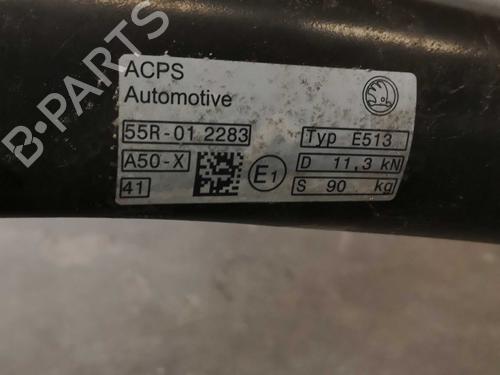 B-PARTS
ACPS
Automotive
55R-01 2283
Typ E513
A50-X
E1
D 11,3 kN
41
S 90 kg